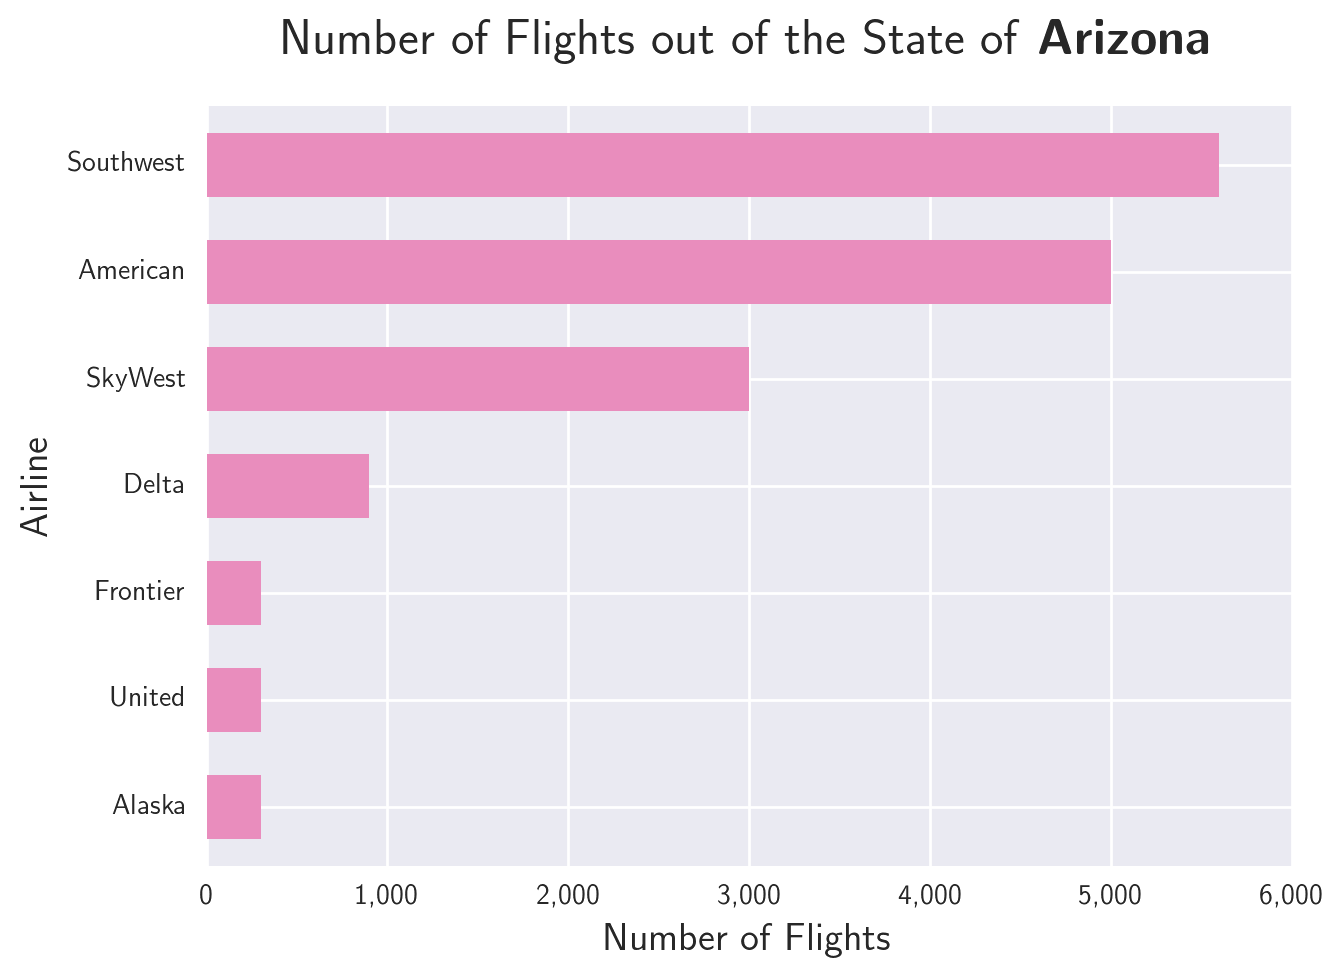 Number of Flights out of the State of Arizona
Southwest
American
SkyWest
Delta
Frontier
United
Alaska
Airline
0 1,000 2,000 3,000 4,000 5,000 6,000
Number of Flights